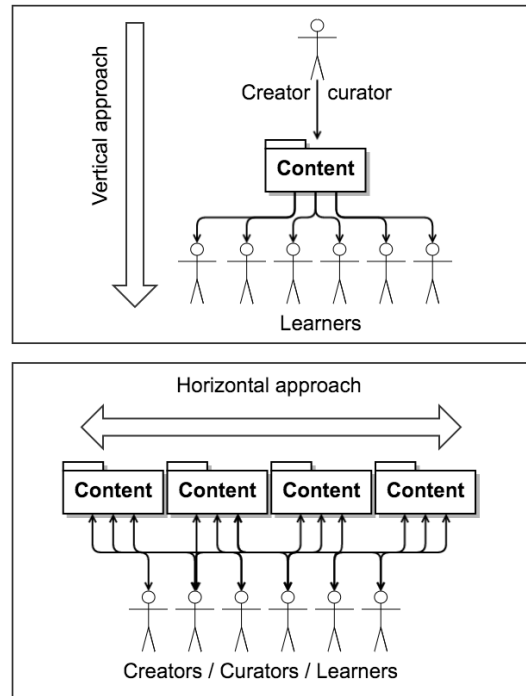 Vertical approach
Creator curator
Content
Learners
Horizontal approach
Content Content Content Content
Creators / Curators / Learners